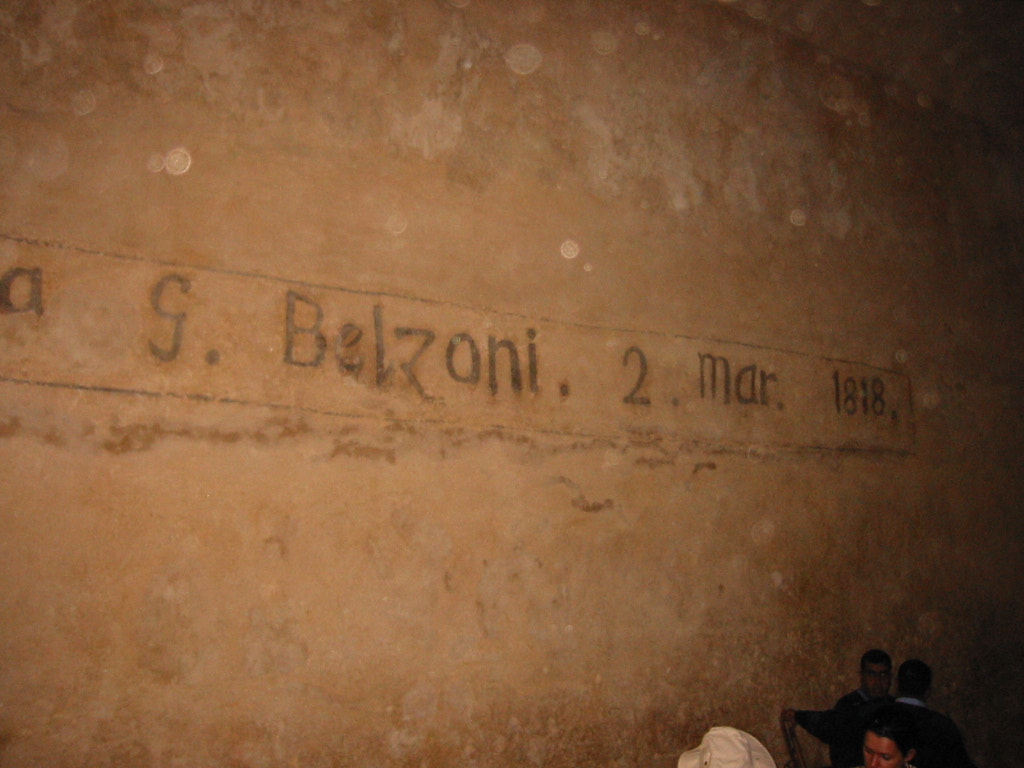 a G. Belzoni. 2. Mar. 1818.